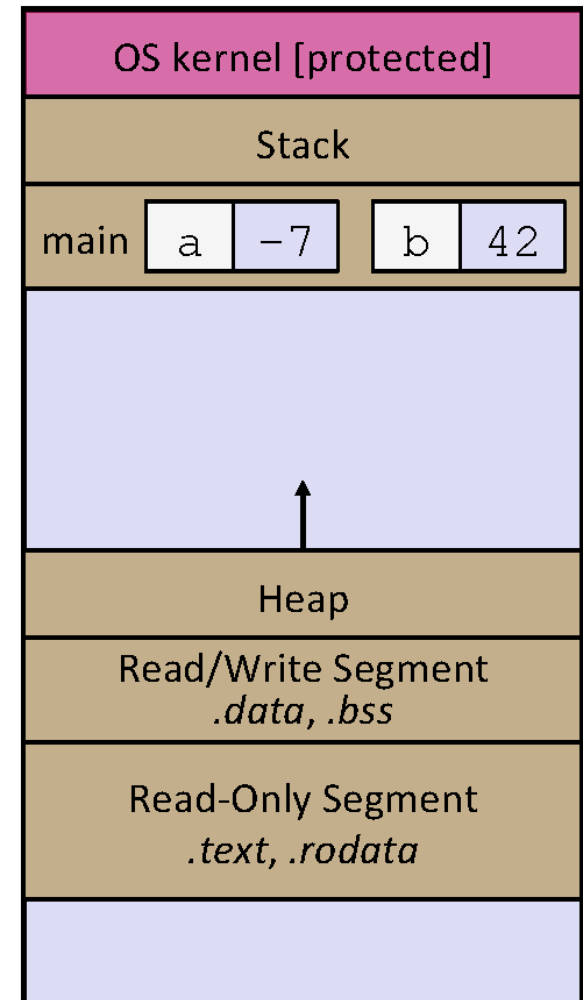 OS kernel [protected]
Stack
main a -7 b 42
Heap
Read/Write Segment
.data, .bss
Read-Only Segment
.text, .rodata